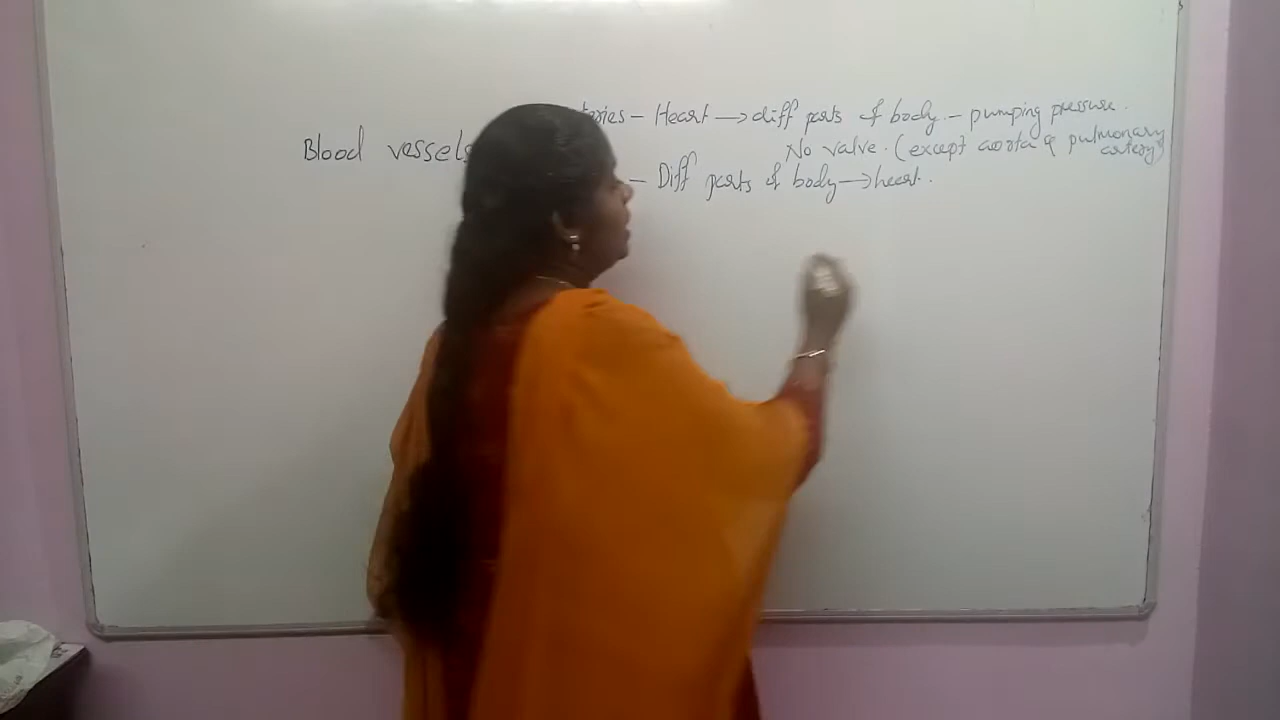 teries – Heart → diff parts of body. – pumping pressure.
Blood vessels
No valve. (except aorta & pulmonary artery)
– Diff parts of body → heart.